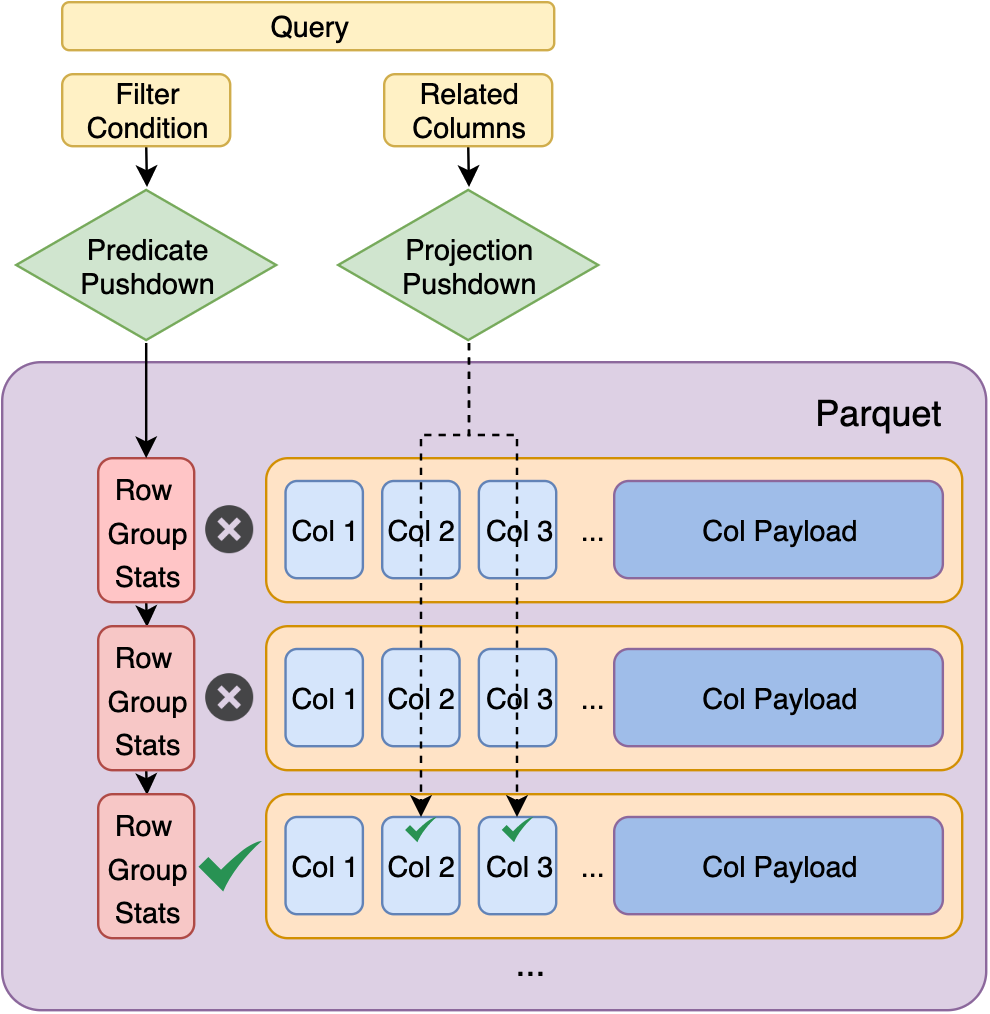 Query
Filter
Condition
Related
Columns
Predicate
Pushdown
Projection
Pushdown
Parquet
Row
Group
Stats
Col 1
Col 2
Col 3
...
Col Payload
Row
Group
Stats
Col 1
Col 2
Col 3
...
Col Payload
Row
Group
Stats
Col 1
Col 2
Col 3
...
Col Payload
...